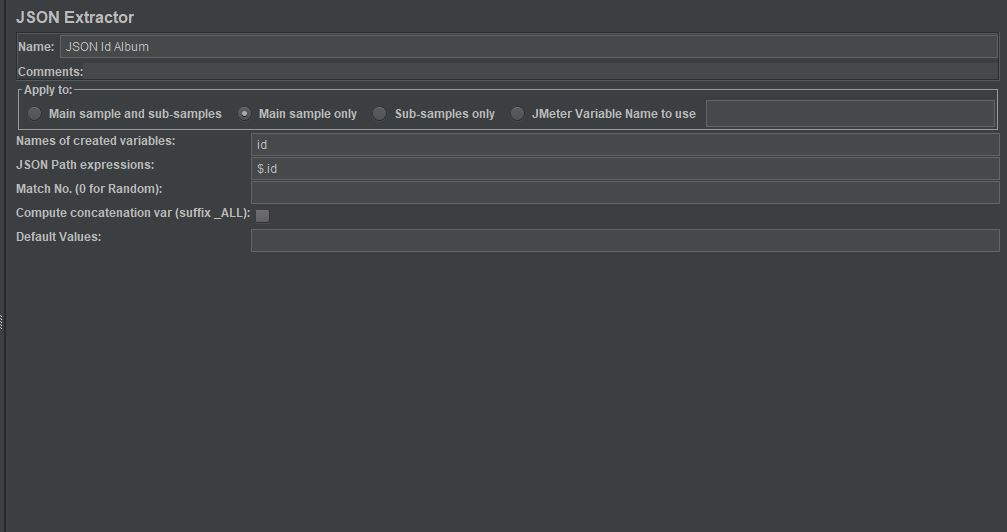 JSON Extractor
Name: JSON Id Album
Comments:
Apply to:
Main sample and sub-samples Main sample only Sub-samples only JMeter Variable Name to use
Names of created variables: id
JSON Path expressions: $.id
Match No. (0 for Random):
Compute concatenation var (suffix _ALL):
Default Values: